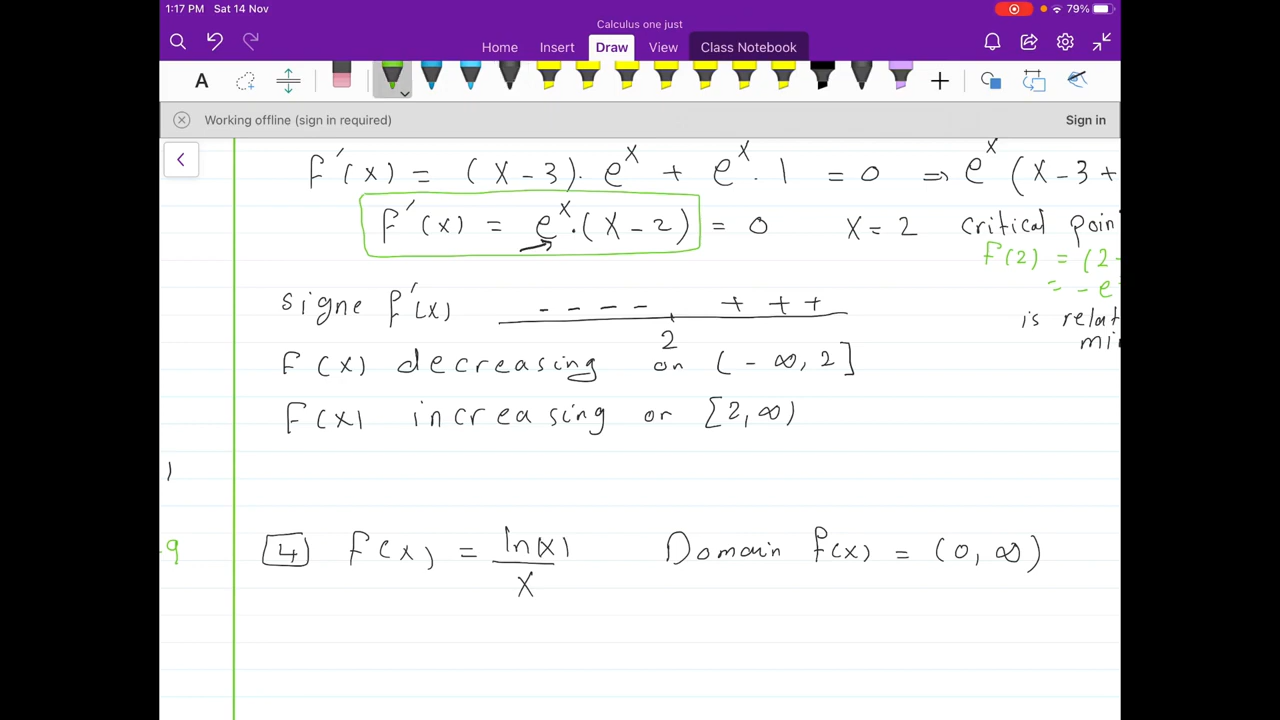 1:17 PM Sat 14 Nov
79%
Calculus one just
Home Insert Draw View Class Notebook
A
Working offline (sign in required)
Sign in
f'(x) = (x-3). e^x + e^x . 1 = 0 ⇒ e^x (x-3+
f'(x) = e^x.(x-2) = 0 x = 2 critical poin
f(2) = (2-
= -e
signe f'(x) - - - - + + +
2
is relat
mi
f(x) decreasing on (-∞, 2]
f(x) increasing on [2, ∞)
9
4 f(x) = ln(x)/x Domain f(x) = (0, ∞)